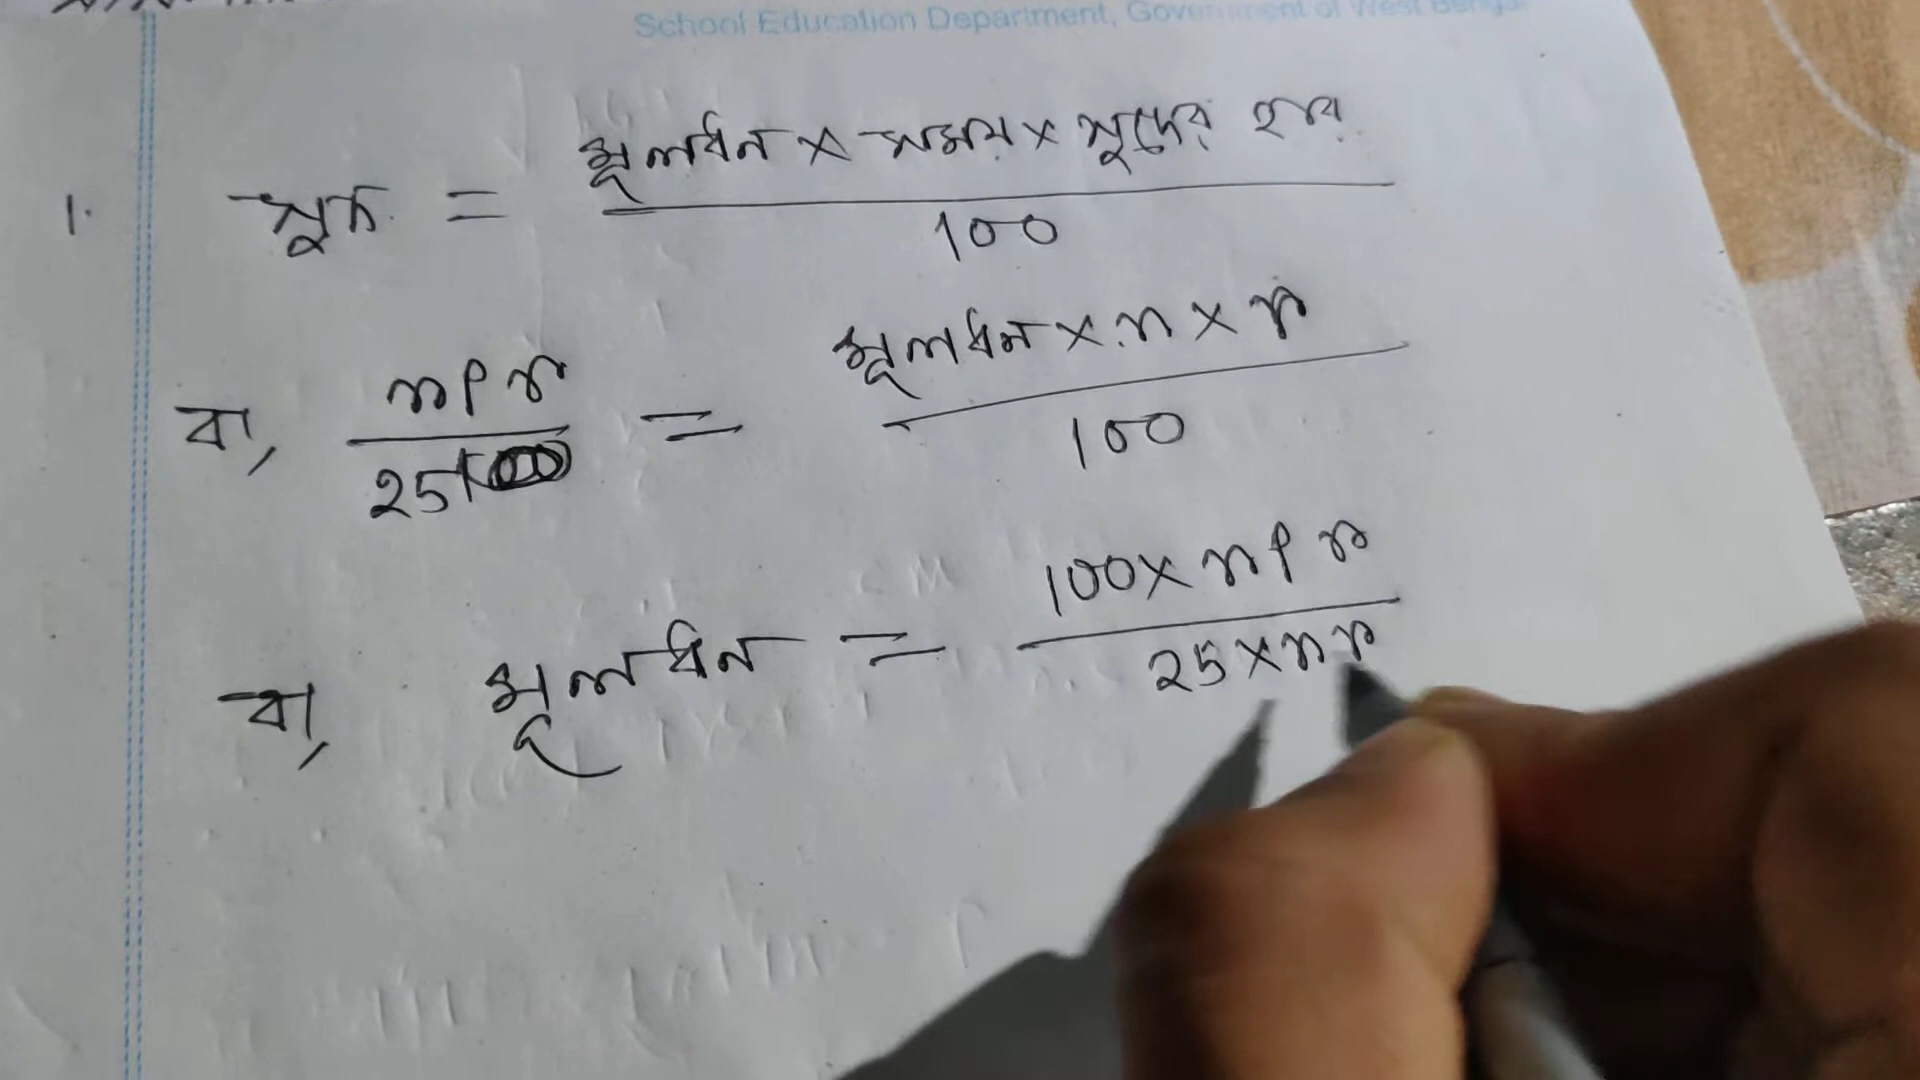 School Education Department, Government of West Bengal
1. সুদ = মূলধন × সময় × সুদের হার / 100
বা, npr / 25 = মূলধন × n × r / 100
বা, মূলধন = 100 × npr / 25 × nr